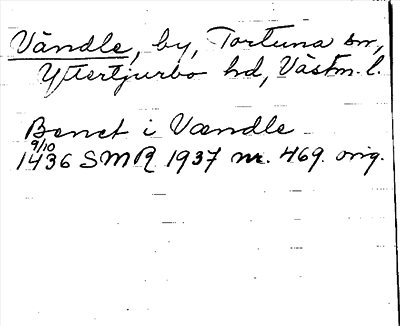 Vändle, by, Tortuna sn,
Yttertjurbo hd, Västm. l.
Benct i Vændle
9/10
1436 SMR 1937 nr. 469. orig.